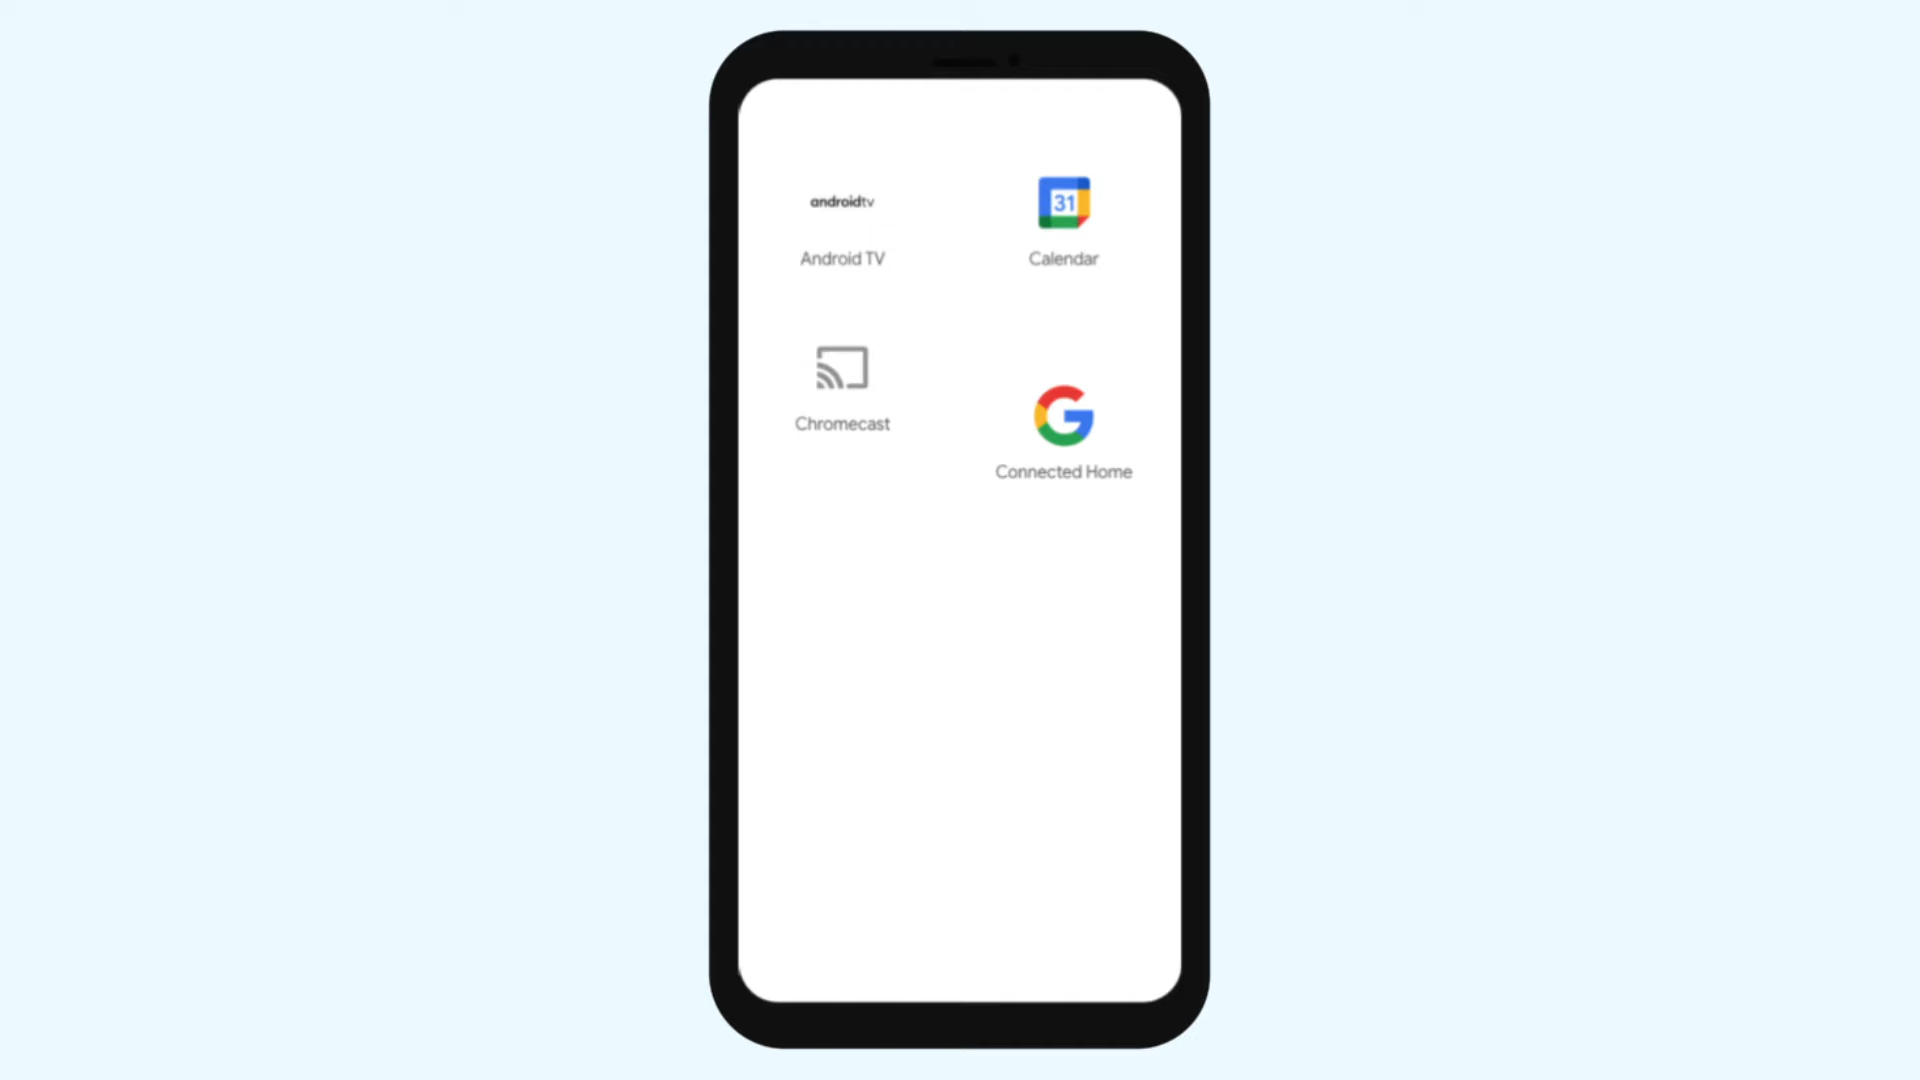 androidtv
Android TV
31
Calendar
Chromecast
G
Connected Home